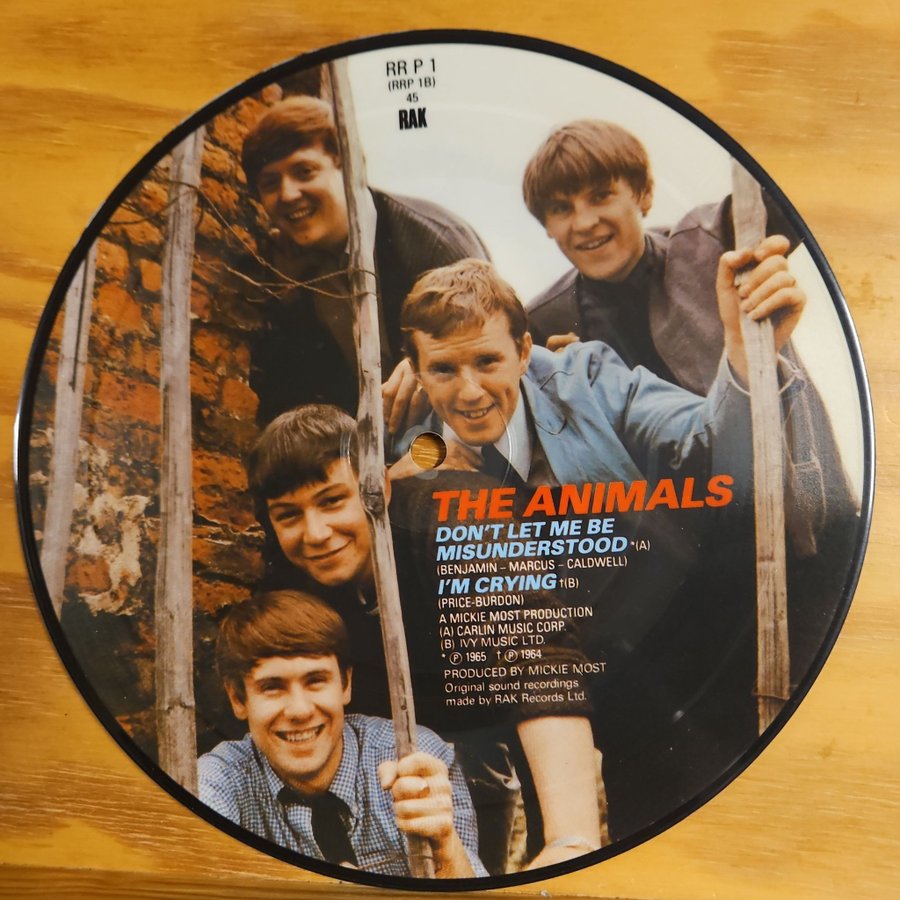 RR P 1
(RRP 1B)
45
RAK
THE ANIMALS
DON'T LET ME BE
MISUNDERSTOOD *(A)
(BENJAMIN – MARCUS – CALDWELL)
I'M CRYING †(B)
(PRICE-BURDON)
A MICKIE MOST PRODUCTION
(A) CARLIN MUSIC CORP.
(B) IVY MUSIC LTD.
* ℗ 1965 † ℗ 1964
PRODUCED BY MICKIE MOST
Original sound recordings
made by RAK Records Ltd.